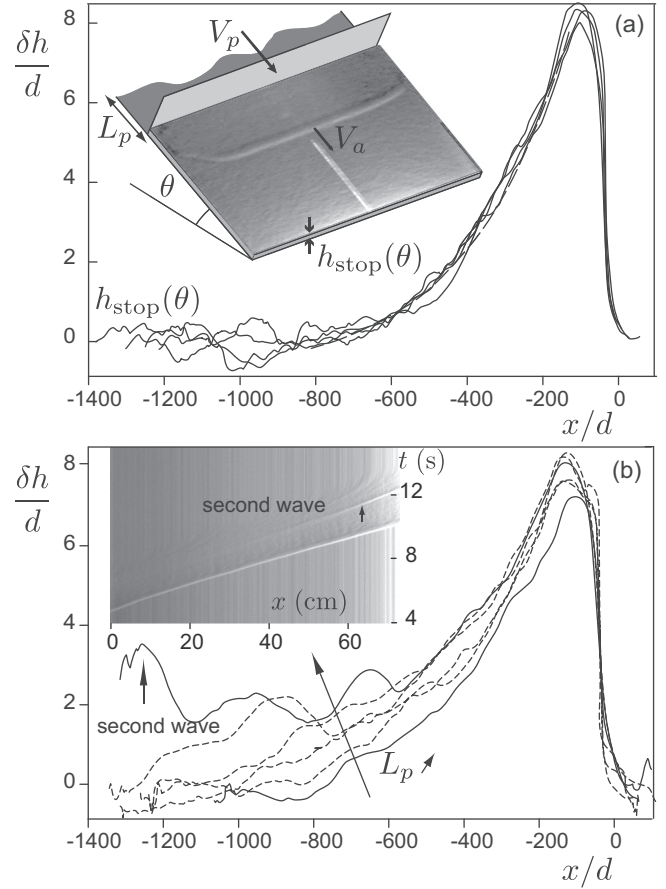 (a)
δh
d
8
6
4
2
0
V_p
L_p
V_a
θ
h_stop(θ)
h_stop(θ)
-1400 -1200 -1000 -800 -600 -400 -200 0
x/d
(b)
δh
d
8
6
4
2
0
t (s)
12
8
4
second wave
x (cm)
0 20 40 60
second wave
L_p
-1400 -1200 -1000 -800 -600 -400 -200 0
x/d